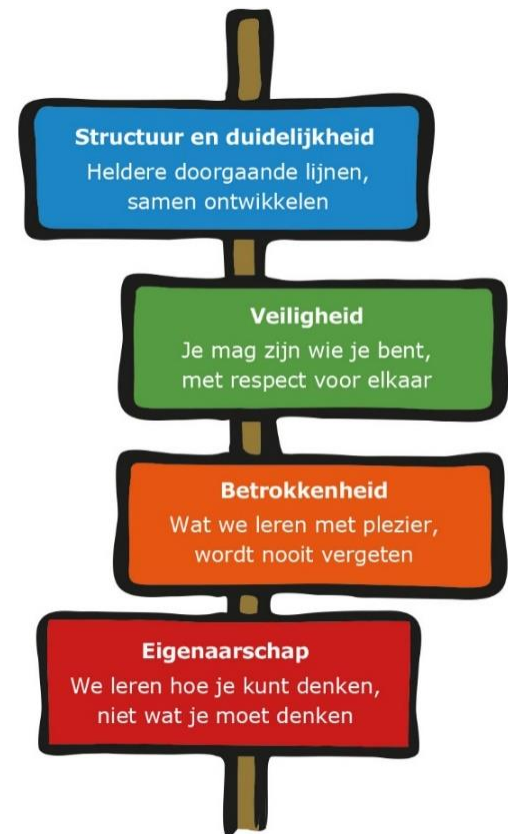 Structuur en duidelijkheid
Heldere doorgaande lijnen,
samen ontwikkelen
Veiligheid
Je mag zijn wie je bent,
met respect voor elkaar
Betrokkenheid
Wat we leren met plezier,
wordt nooit vergeten
Eigenaarschap
We leren hoe je kunt denken,
niet wat je moet denken